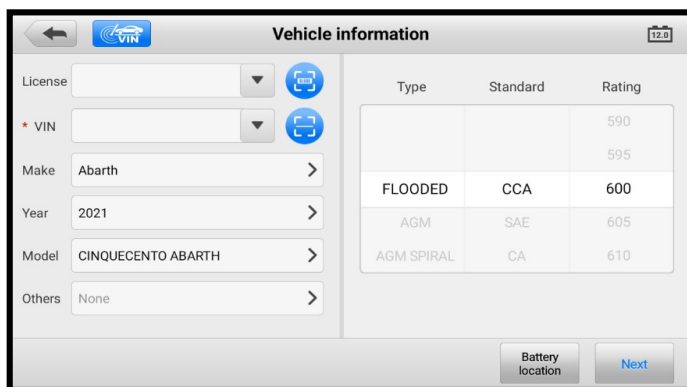 VIN
Vehicle information
12.0
License
* VIN
Make Abarth
Year 2021
Model CINQUECENTO ABARTH
Others None
Type Standard Rating
590
595
FLOODED CCA 600
AGM SAE 605
AGM SPIRAL CA 610
Battery
location
Next